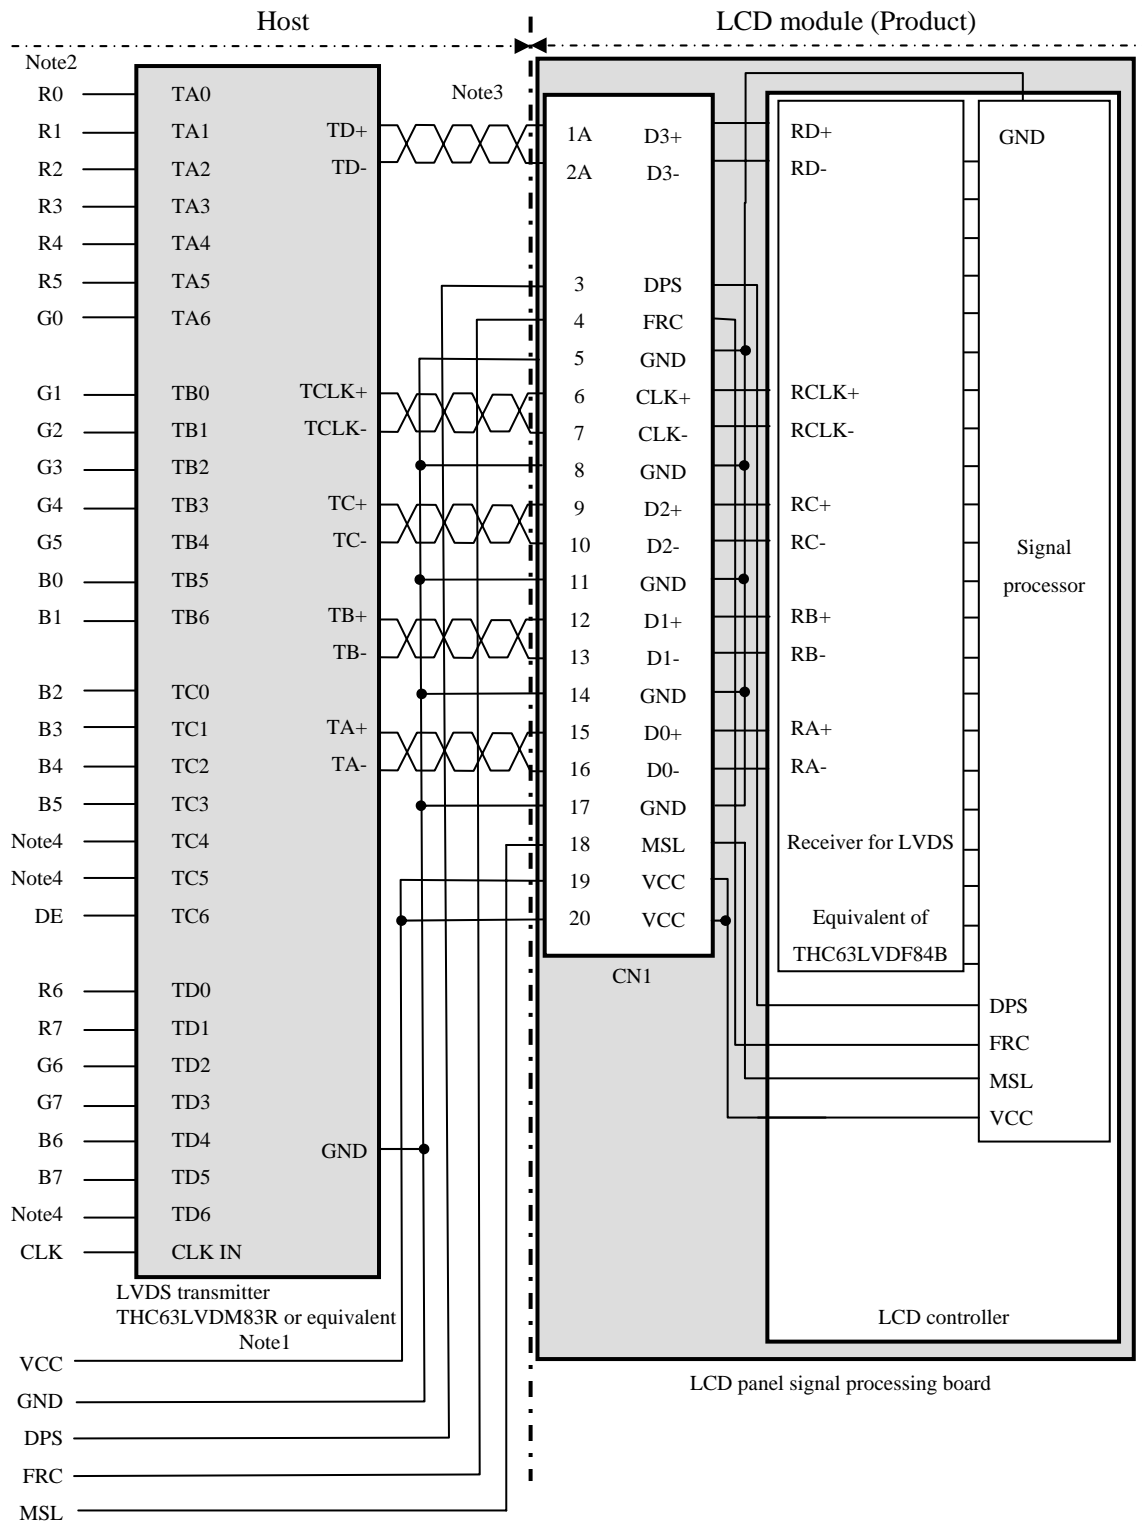 Host
LCD module (Product)
Note2
R0 TA0
R1 TA1 TD+
R2 TA2 TD-
R3 TA3
R4 TA4
R5 TA5
G0 TA6
G1 TB0 TCLK+
G2 TB1 TCLK-
G3 TB2
G4 TB3 TC+
G5 TB4 TC-
B0 TB5
B1 TB6 TB+
TB-
B2 TC0
B3 TC1 TA+
B4 TC2 TA-
B5 TC3
Note4 TC4
Note4 TC5
DE TC6
R6 TD0
R7 TD1
G6 TD2
G7 TD3
B6 TD4
GND
B7 TD5
Note4 TD6
CLK CLK IN
LVDS transmitter
THC63LVDM83R or equivalent
Note1
VCC
GND
DPS
FRC
MSL
Note3
1A D3+
2A D3-
3 DPS
4 FRC
5 GND
6 CLK+
7 CLK-
8 GND
9 D2+
10 D2-
11 GND
12 D1+
13 D1-
14 GND
15 D0+
16 D0-
17 GND
18 MSL
19 VCC
20 VCC
CN1
RD+
RD-
RCLK+
RCLK-
RC+
RC-
RB+
RB-
RA+
RA-
Receiver for LVDS
Equivalent of
THC63LVDF84B
GND
Signal
processor
DPS
FRC
MSL
VCC
LCD controller
LCD panel signal processing board